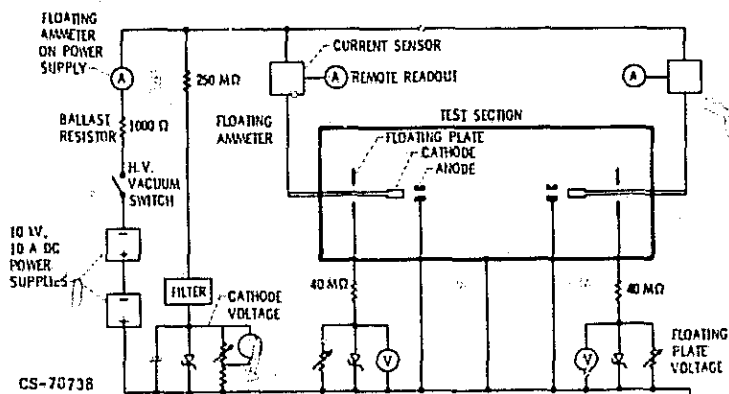 FLOATING
AMMETER
ON POWER
SUPPLY
A
250 MΩ
CURRENT SENSOR
A
REMOTE READOUT
A
BALLAST
RESISTOR
1000 Ω
FLOATING
AMMETER
TEST SECTION
FLOATING PLATE
CATHODE
ANODE
H.V.
VACUUM
SWITCH
10 kV,
10 A DC
POWER
SUPPLIES
−
+
−
+
FILTER
CATHODE
VOLTAGE
40 MΩ
40 MΩ
V
V
FLOATING
PLATE
VOLTAGE
CS-70738